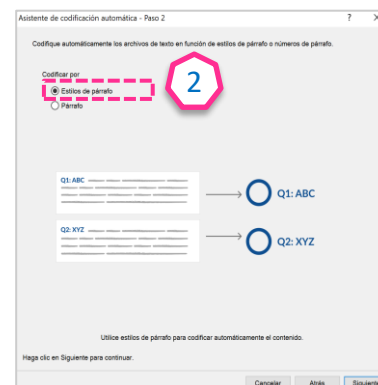 Asistente de codificación automática - Paso 2 ? X
Codifique automáticamente los archivos de texto en función de estilos de párrafo o números de párrafo.
Codificar por
Estilos de párrafo
Párrafo
2
Q1: ABC
Q1: ABC
Q2: XYZ
Q2: XYZ
Utilice estilos de párrafo para codificar automáticamente el contenido.
Haga clic en Siguiente para continuar.
Cancelar Atrás Siguiente